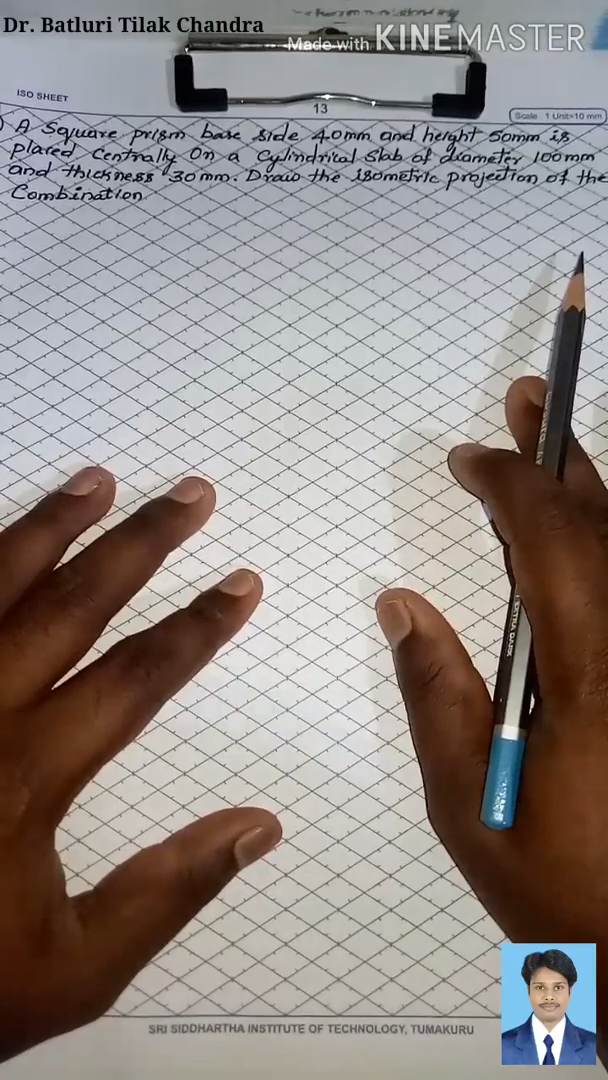 Dr. Batluri Tilak Chandra
Made with KINEMASTER
ISO SHEET
13
Scale 1 Unit=10 mm
A Square prism base side 40mm and height 50mm is
placed Centrally On a Cylindrical Slab of diameter 100mm
and thickness 30mm. Draw the isometric projection of the
Combination
EXTRA DARK
SRI SIDDHARTHA INSTITUTE OF TECHNOLOGY, TUMAKURU